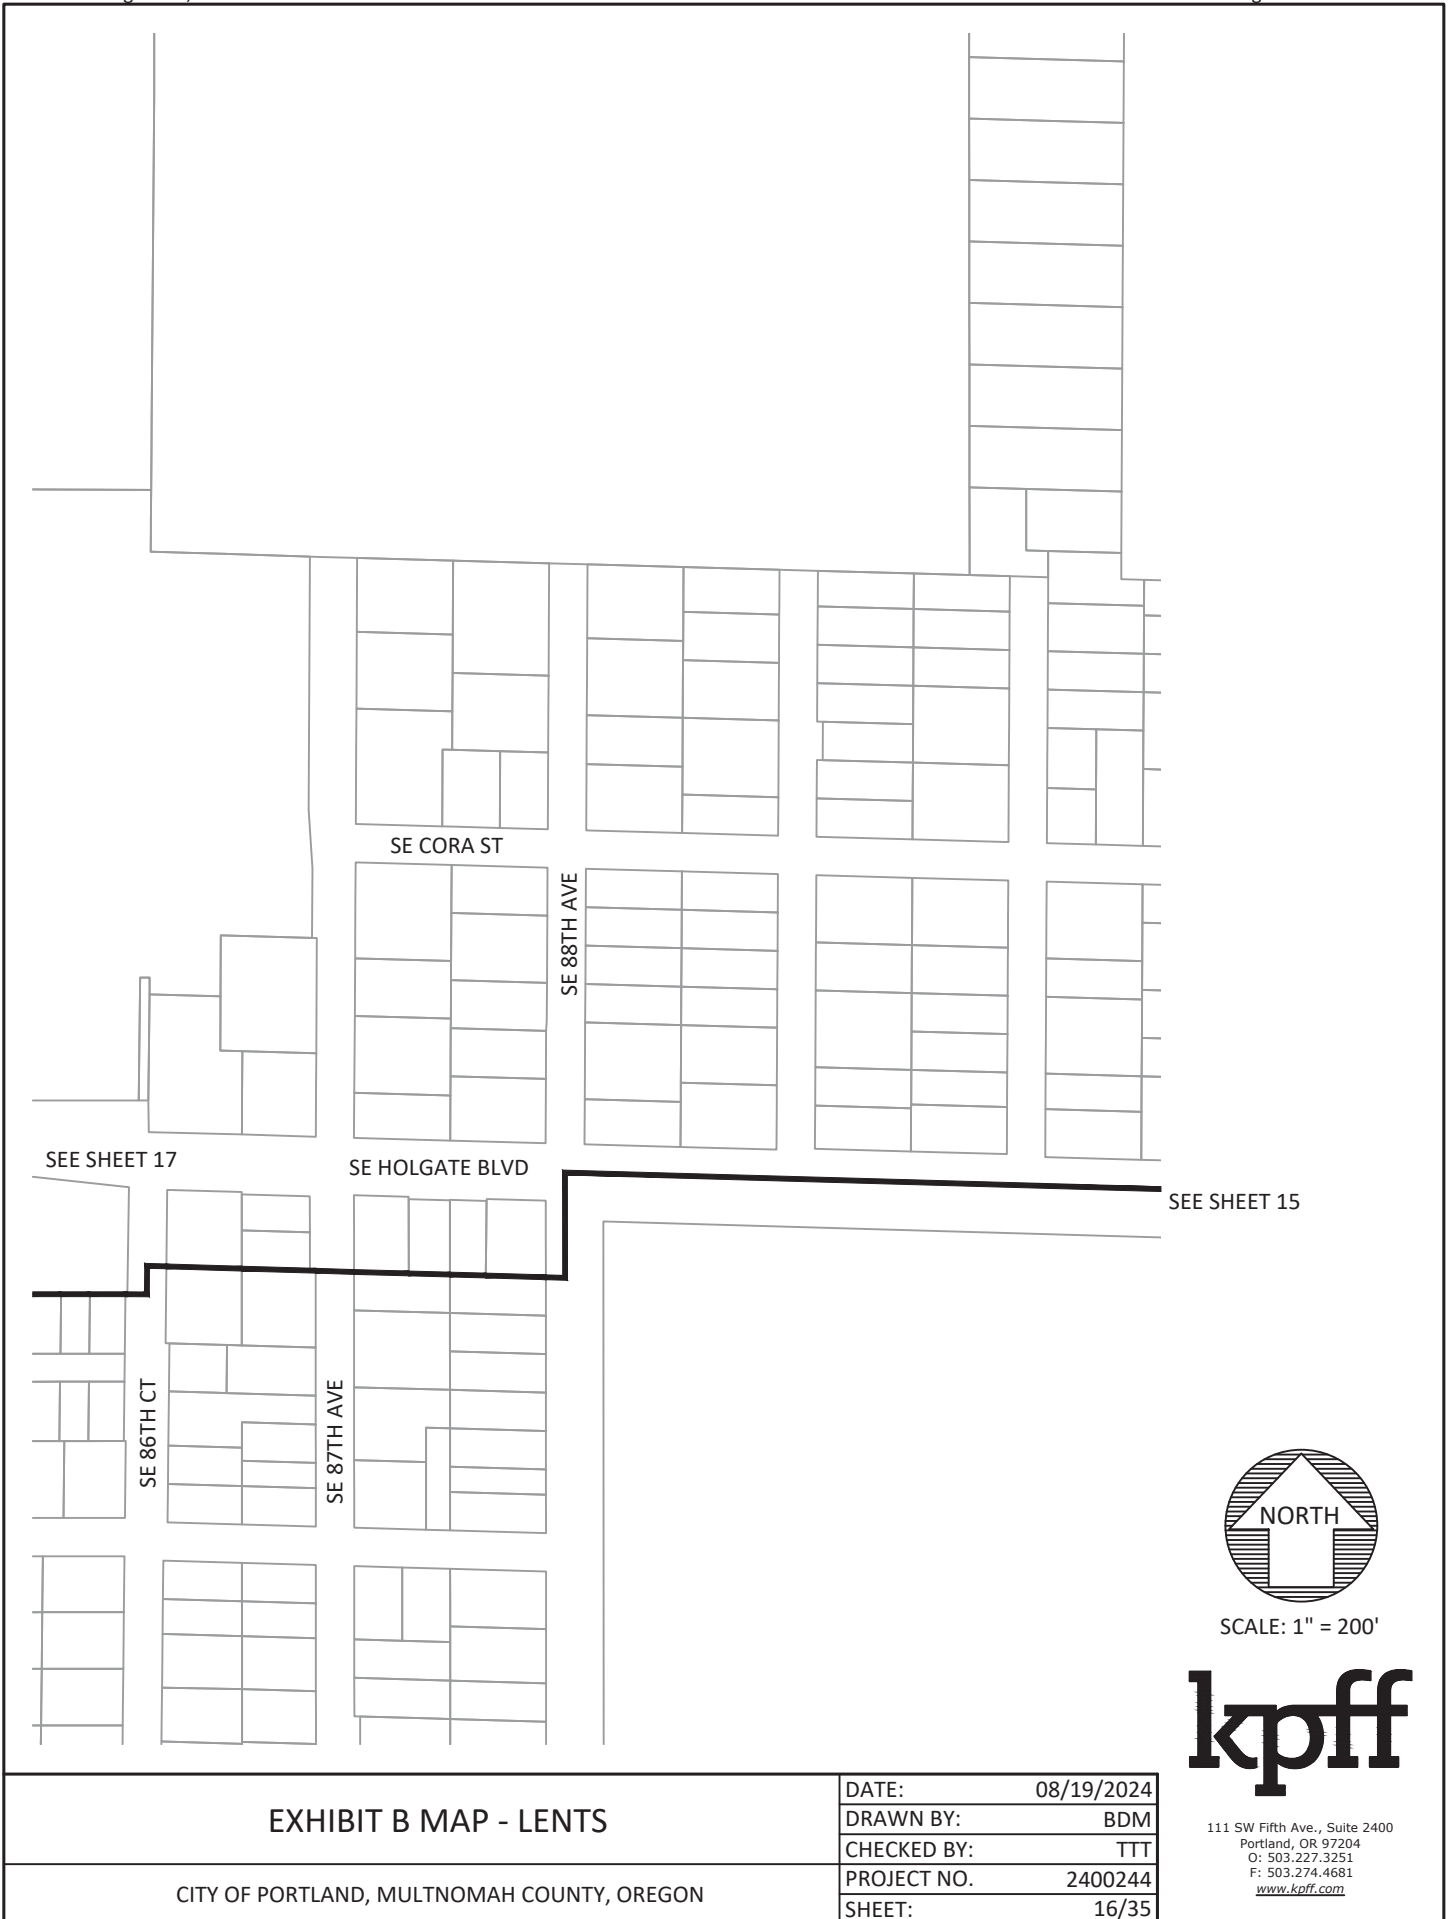 SE CORA ST
SE 88TH AVE
SEE SHEET 17
SE HOLGATE BLVD
SEE SHEET 15
SE 86TH CT
SE 87TH AVE
NORTH
SCALE: 1" = 200'
kpff
111 SW Fifth Ave., Suite 2400
Portland, OR 97204
O: 503.227.3251
F: 503.274.4681
www.kpff.com
EXHIBIT B MAP - LENTS
CITY OF PORTLAND, MULTNOMAH COUNTY, OREGON
DATE: 08/19/2024
DRAWN BY: BDM
CHECKED BY: TTT
PROJECT NO. 2400244
SHEET: 16/35